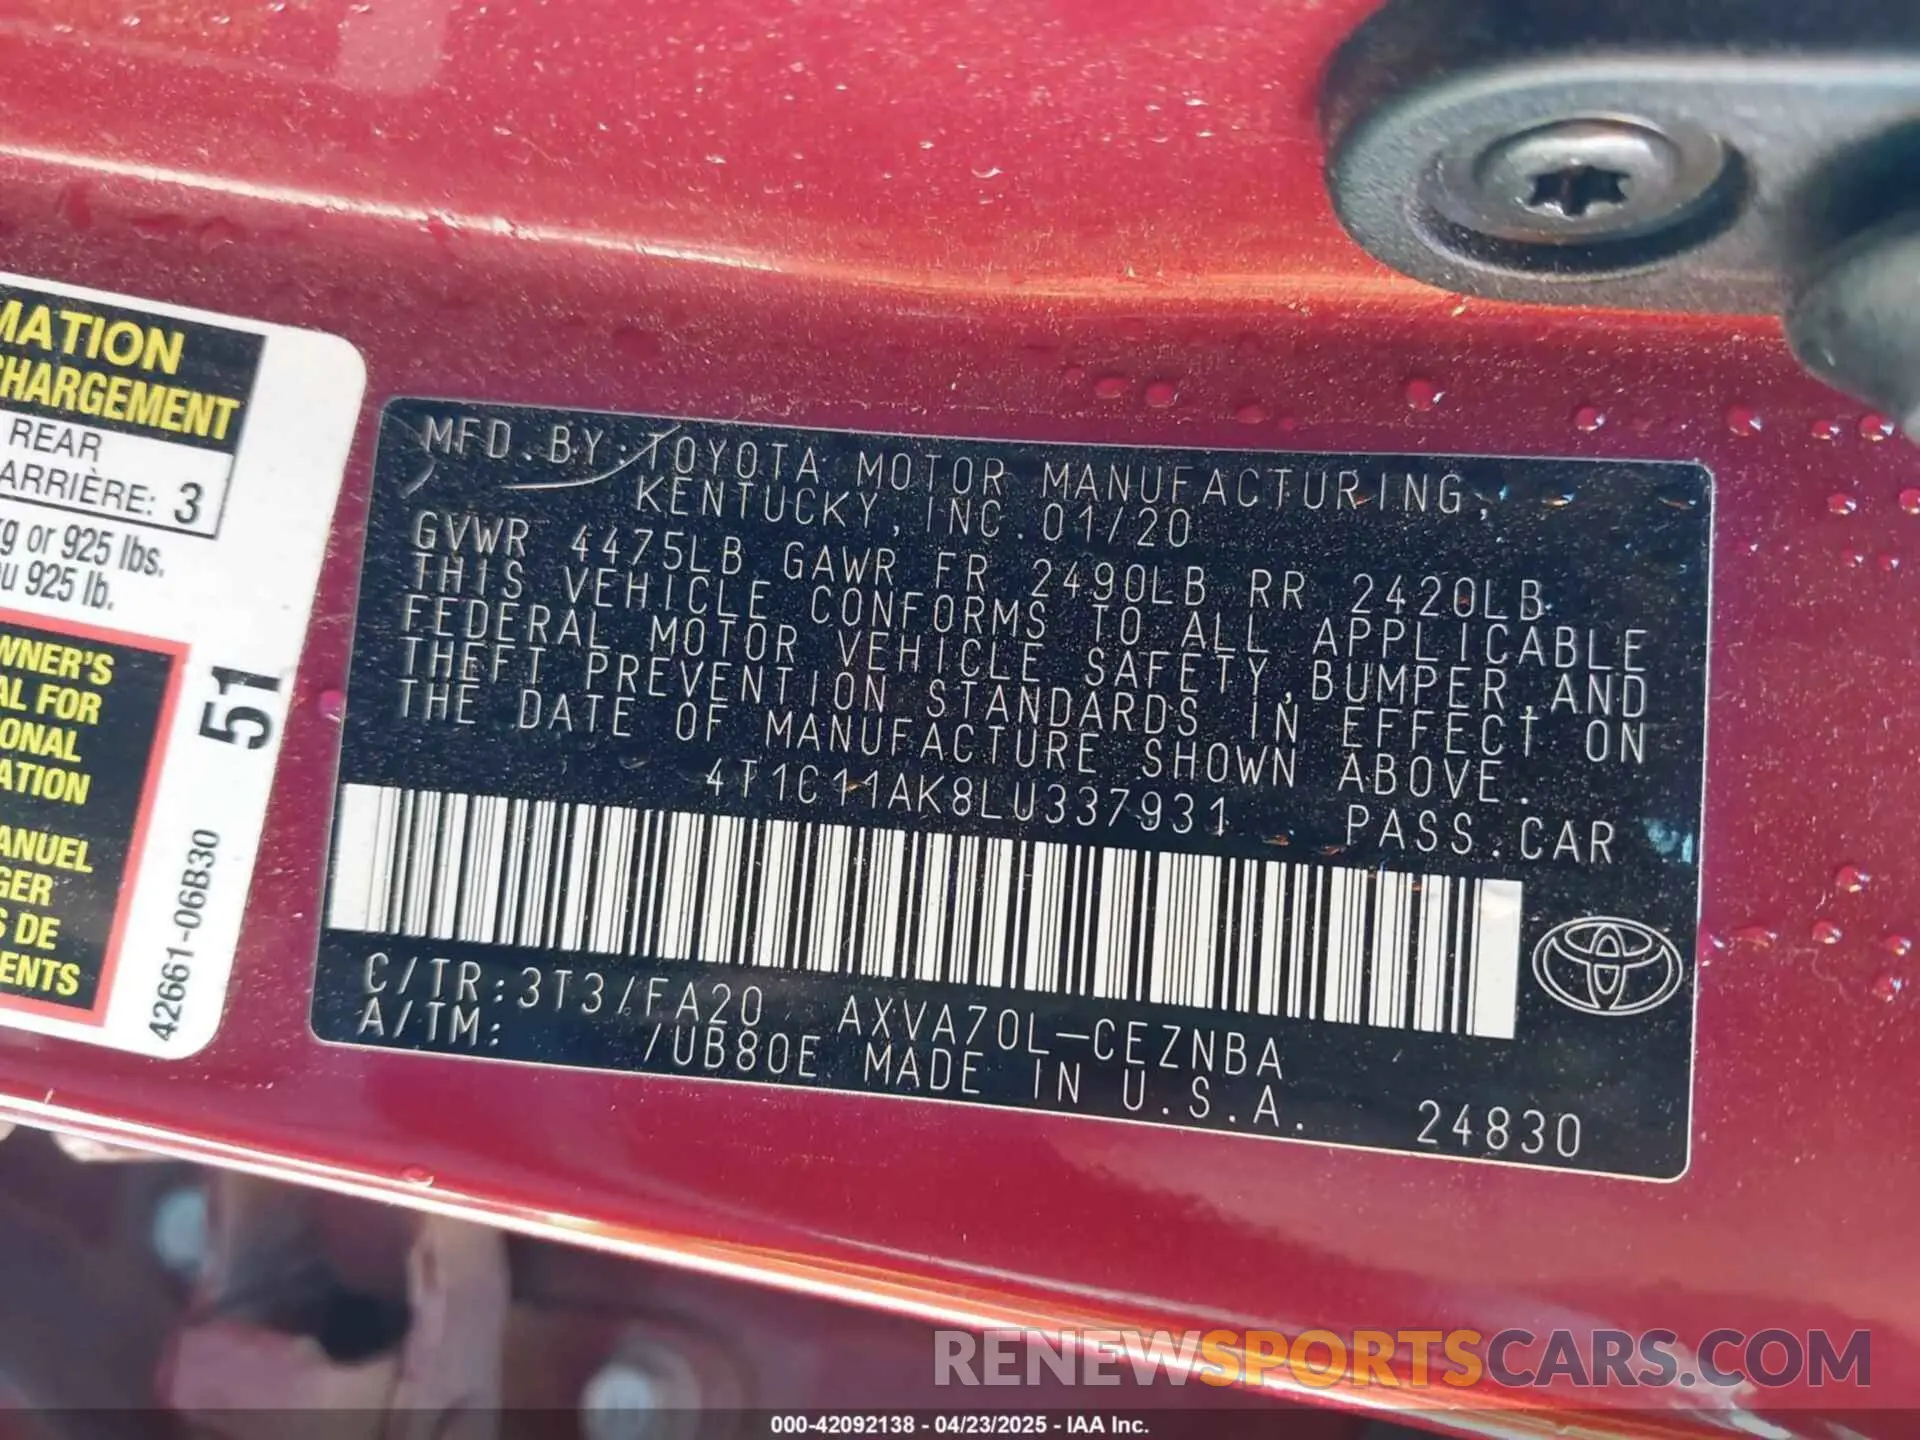 MATION
CHARGEMENT
REAR
ARRIÈRE: 3
kg or 925 lbs.
ou 925 lb.
OWNER'S
AL FOR
ONAL
ATION
ANUEL
GER
S DE
ENTS
51
42661-06B30
MFD.BY:TOYOTA MOTOR MANUFACTURING,
KENTUCKY,INC.01/20
GVWR 4475LB GAWR FR 2490LB RR 2420LB
THIS VEHICLE CONFORMS TO ALL APPLICABLE
FEDERAL MOTOR VEHICLE SAFETY,BUMPER,AND
THEFT PREVENTION STANDARDS IN EFFECT ON
THE DATE OF MANUFACTURE SHOWN ABOVE.
4T1C11AK8LU337931 PASS.CAR
C/TR:3T3/FA20 AXVA70L-CEZNBA
A/TM: /UB80E MADE IN U.S.A.
24830
RENEWSPORTSCARS.COM
000-42092138 - 04/23/2025 - IAA Inc.